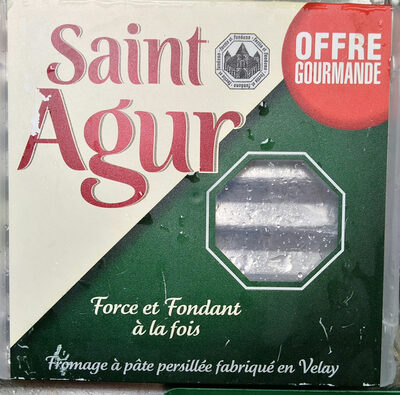 Saint
Agur
OFFRE
GOURMANDE
Force et Fondant
à la fois
Fromage à pâte persillée fabriqué en Velay